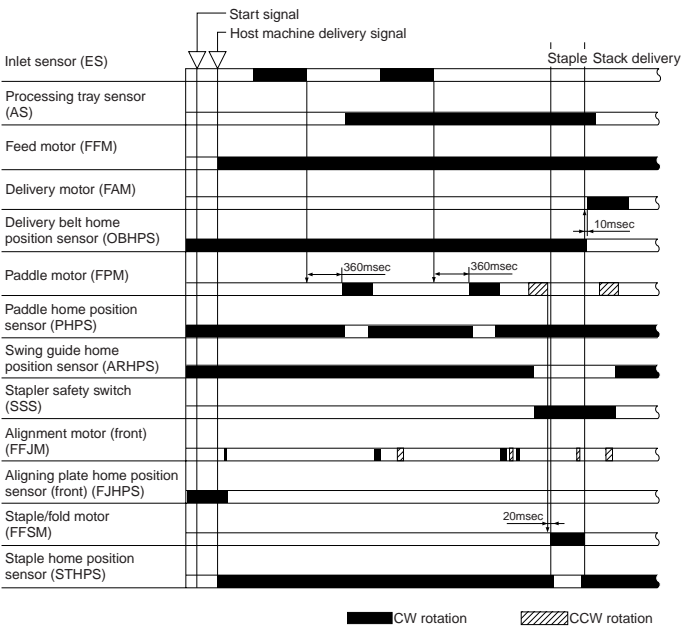 Start signal
Host machine delivery signal
Inlet sensor (ES)
Staple
Stack delivery
Processing tray sensor
(AS)
Feed motor (FFM)
Delivery motor (FAM)
Delivery belt home
position sensor (OBHPS)
10msec
Paddle motor (FPM)
360msec
360msec
Paddle home position
sensor (PHPS)
Swing guide home
position sensor (ARHPS)
Stapler safety switch
(SSS)
Alignment motor (front)
(FFJM)
Aligning plate home position
sensor (front) (FJHPS)
Staple/fold motor
(FFSM)
20msec
Staple home position
sensor (STHPS)
CW rotation
CCW rotation